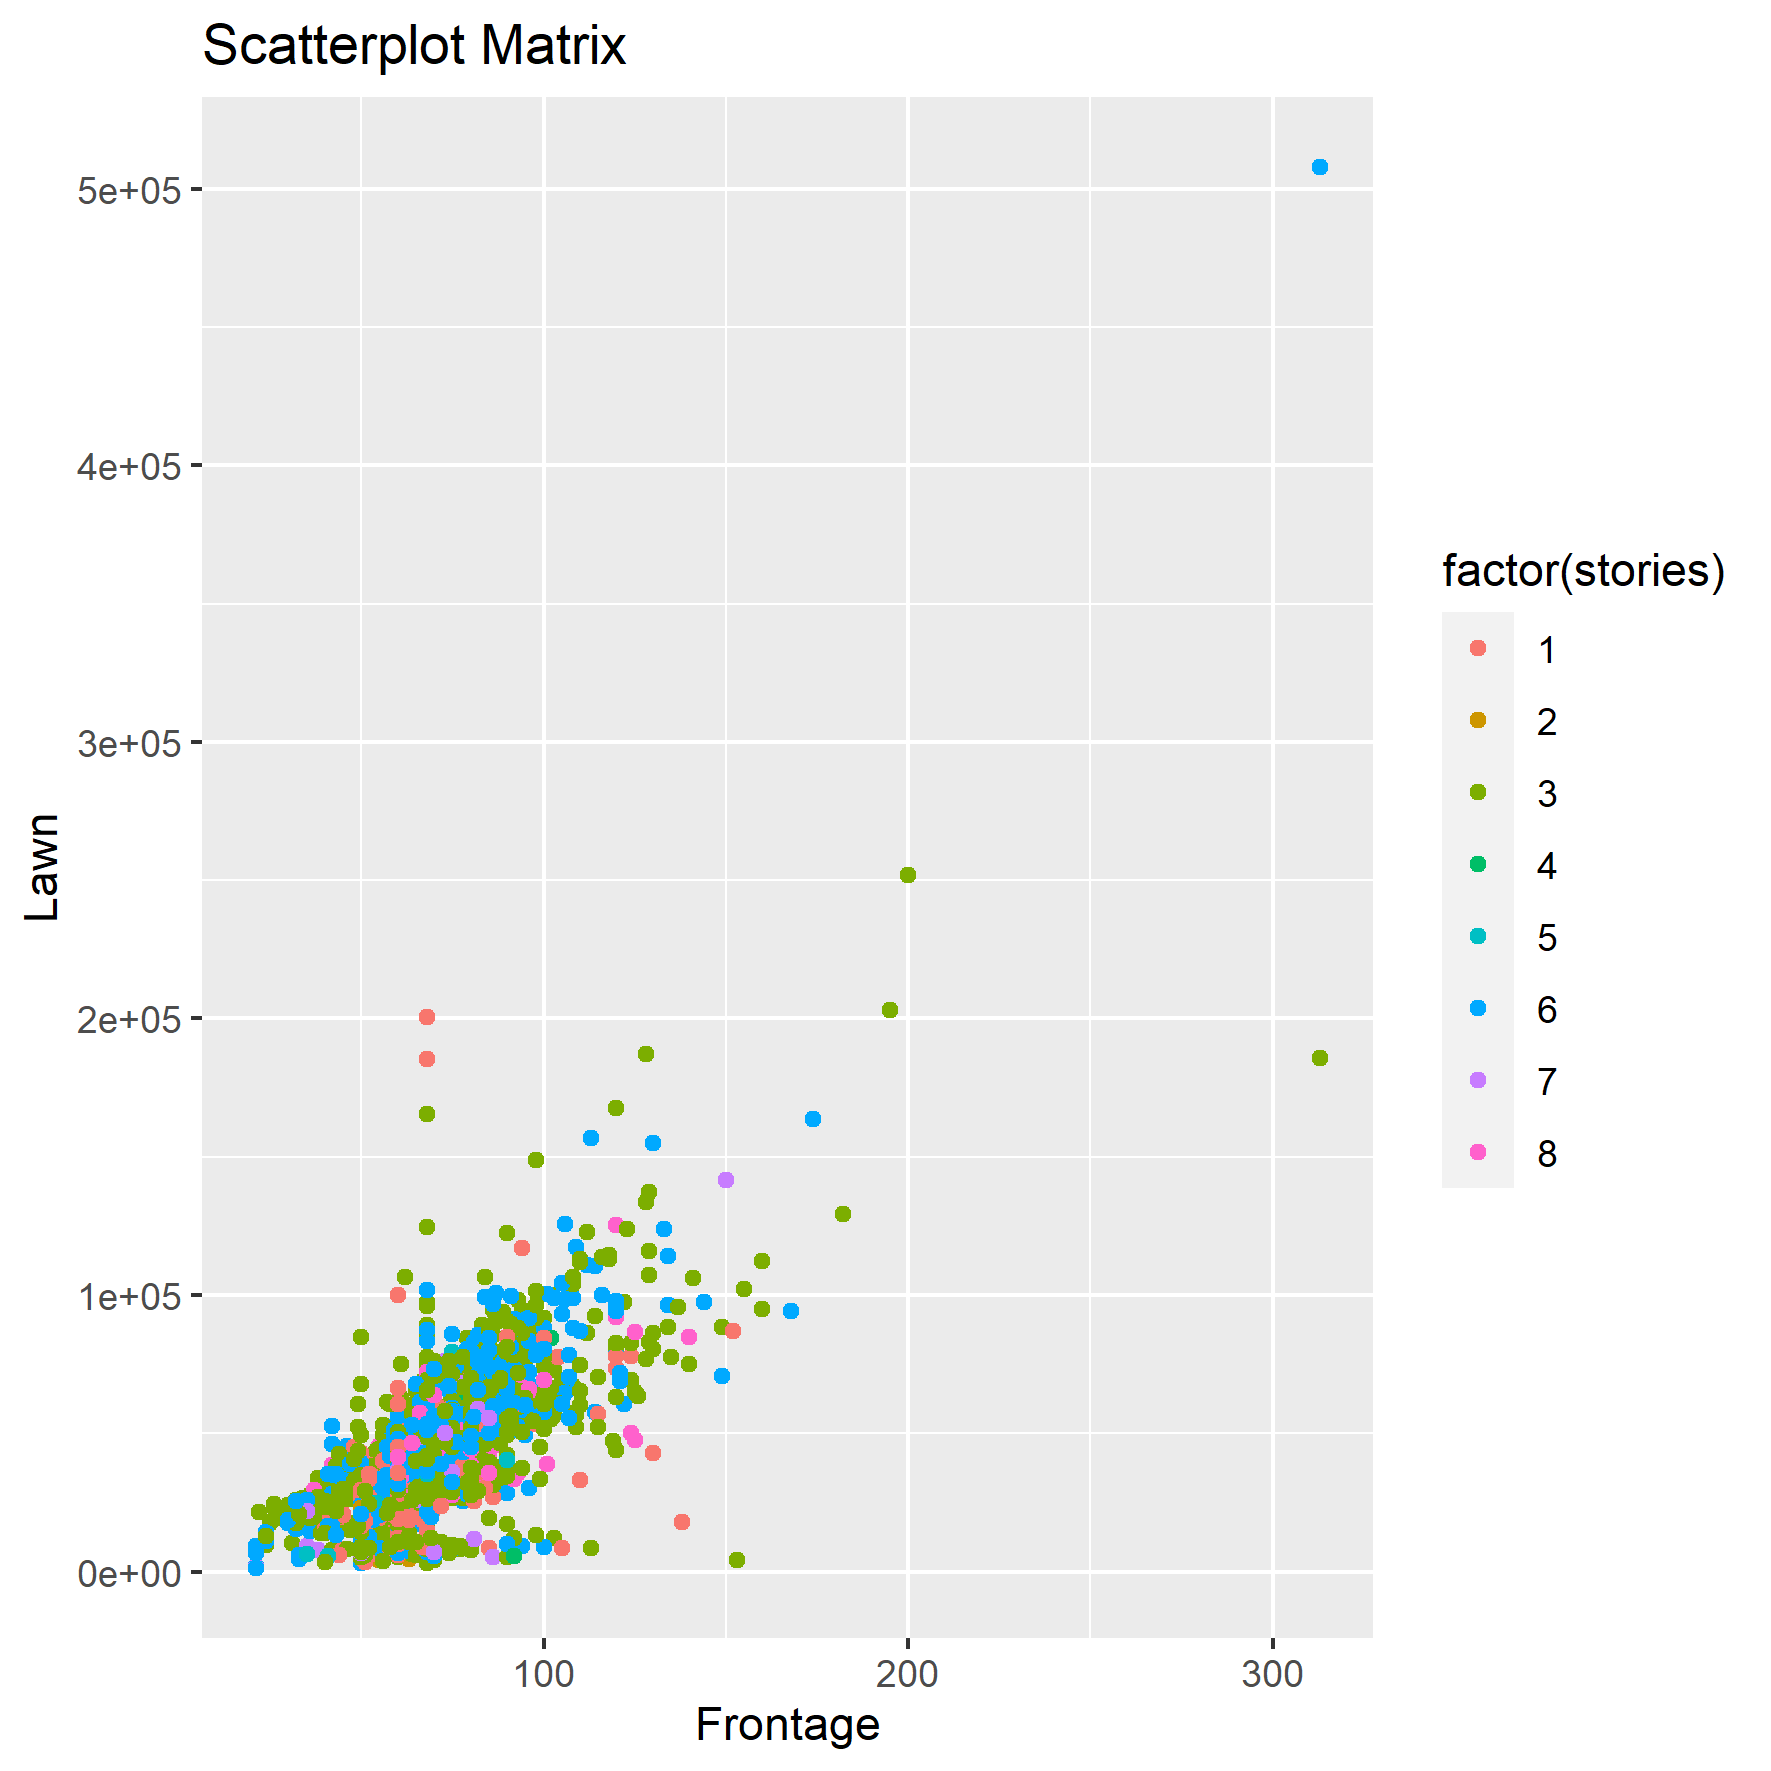 Scatterplot Matrix
5e+05
4e+05
3e+05
2e+05
1e+05
0e+00
Lawn
100 200 300
Frontage
factor(stories)
1
2
3
4
5
6
7
8